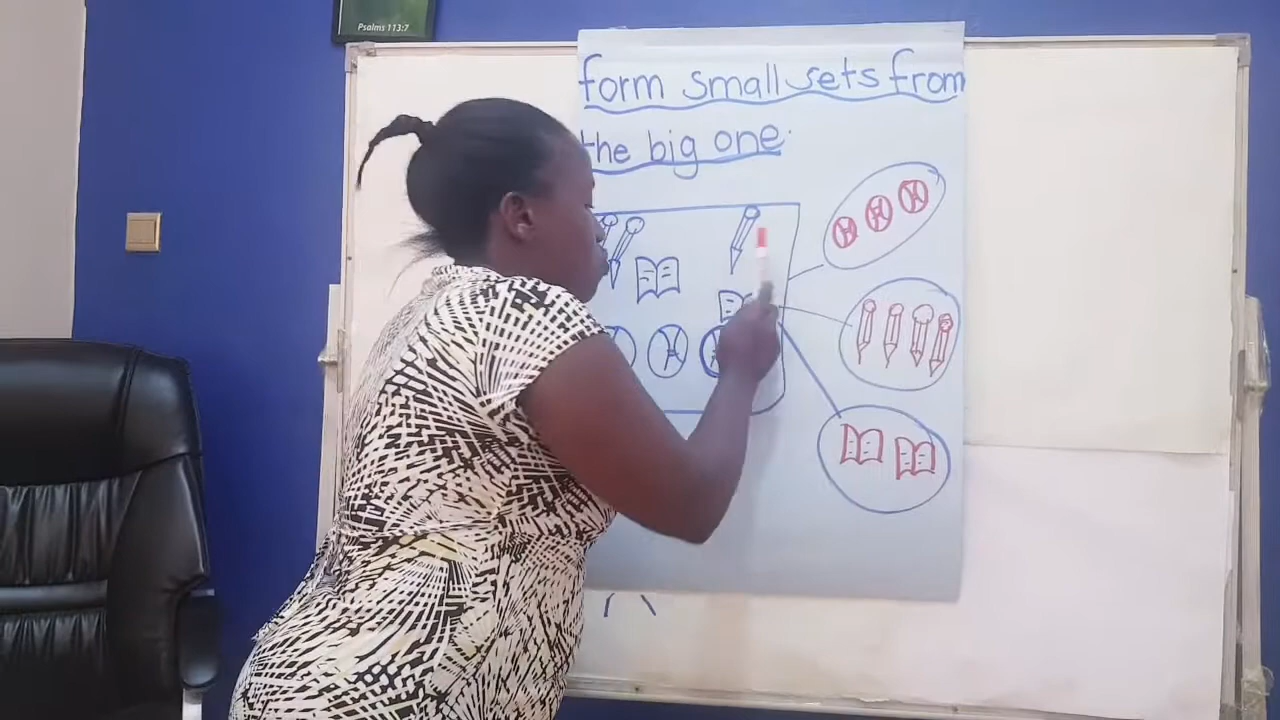 Psalms 113:7
form small sets from
the big one.